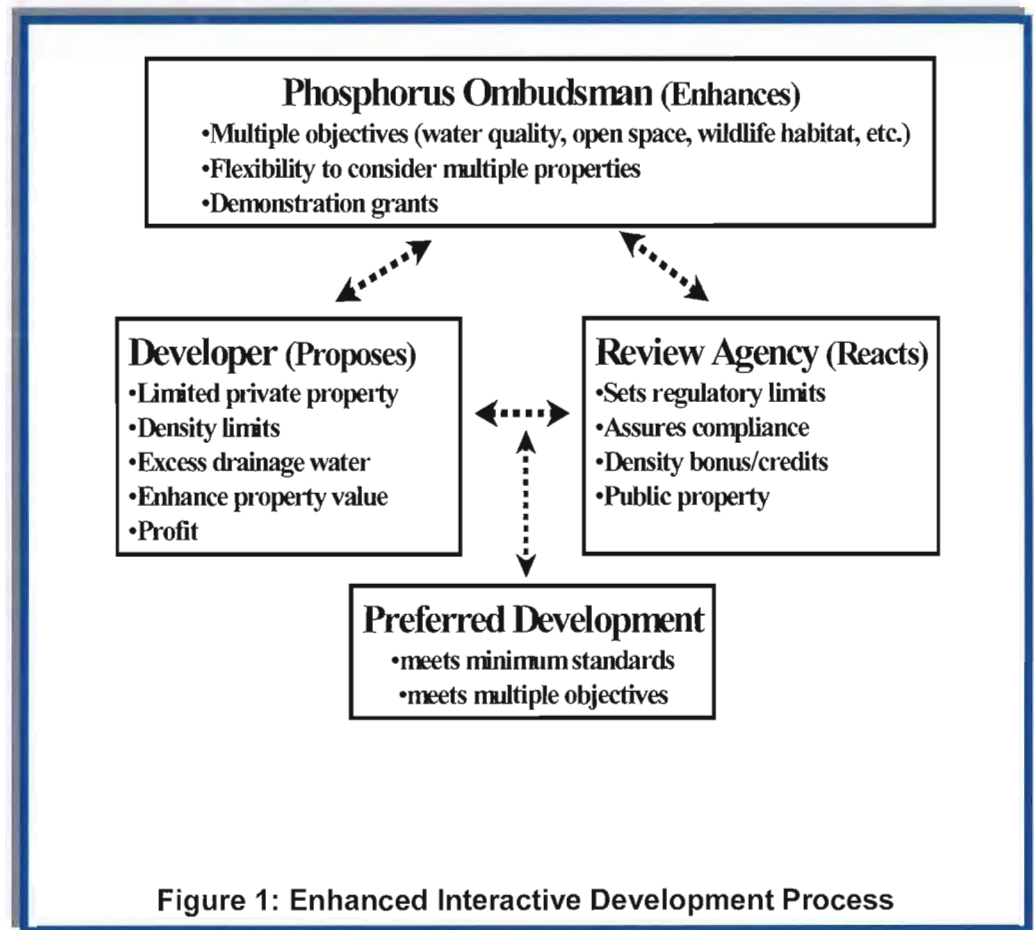 Phosphorus Ombudsman (Enhances)
•Multiple objectives (water quality, open space, wildlife habitat, etc.)
•Flexibility to consider multiple properties
•Demonstration grants
Developer (Proposes)
•Limited private property
•Density limits
•Excess drainage water
•Enhance property value
•Profit
Review Agency (Reacts)
•Sets regulatory limits
•Assures compliance
•Density bonus/credits
•Public property
Preferred Development
•meets minimum standards
•meets multiple objectives
Figure 1: Enhanced Interactive Development Process